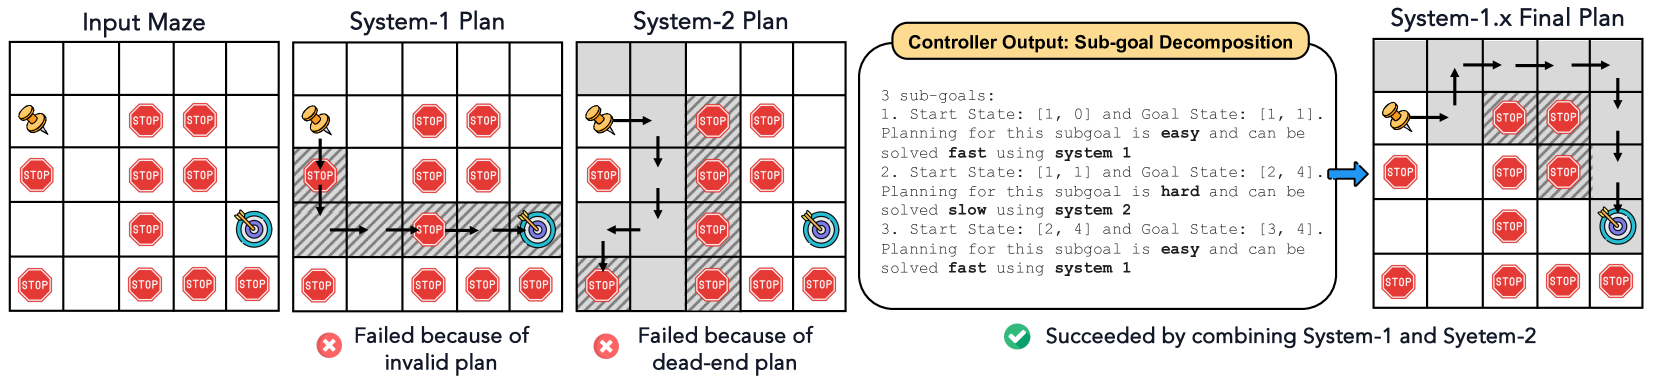 Input Maze
System-1 Plan
System-2 Plan
Controller Output: Sub-goal Decomposition
System-1.x Final Plan
STOP STOP
STOP STOP STOP
STOP
STOP STOP STOP STOP
STOP STOP
STOP STOP STOP
STOP
STOP STOP STOP STOP
STOP STOP
STOP STOP STOP
STOP
STOP STOP STOP STOP
3 sub-goals:
1. Start State: [1, 0] and Goal State: [1, 1].
Planning for this subgoal is easy and can be
solved fast using system 1
2. Start State: [1, 1] and Goal State: [2, 4].
Planning for this subgoal is hard and can be
solved slow using system 2
3. Start State: [2, 4] and Goal State: [3, 4].
Planning for this subgoal is easy and can be
solved fast using system 1
STOP STOP
STOP STOP STOP
STOP
STOP STOP STOP STOP
Failed because of
invalid plan
Failed because of
dead-end plan
Succeeded by combining System-1 and Syetem-2